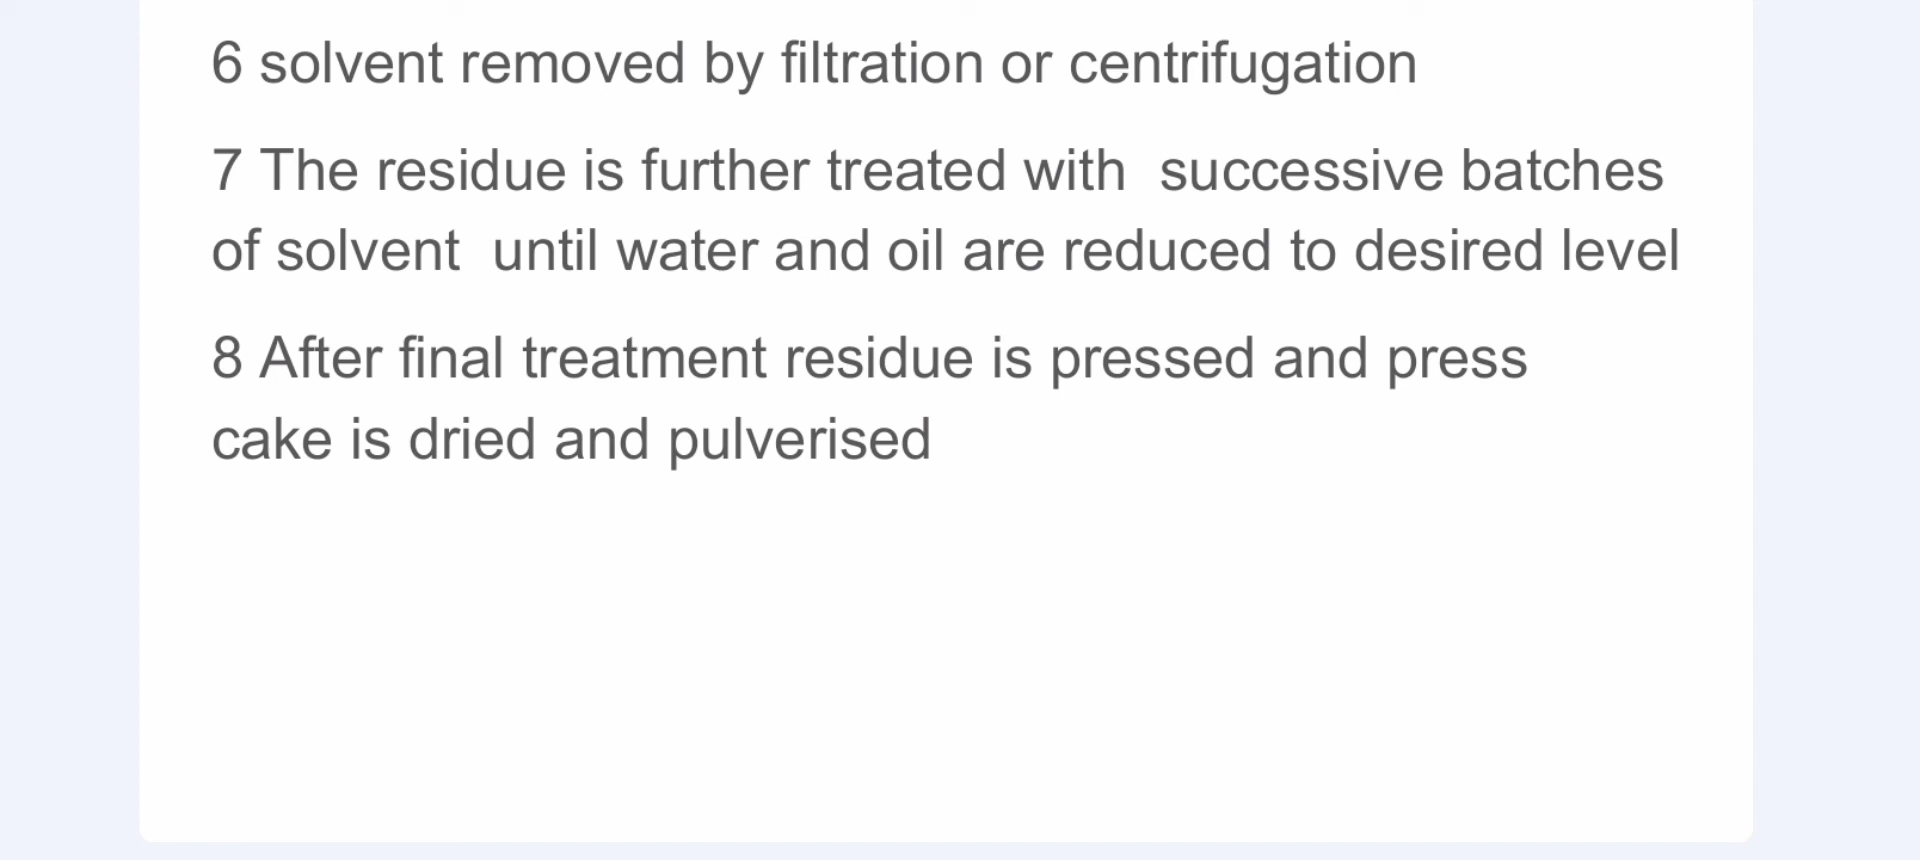 6 solvent removed by filtration or centrifugation
7 The residue is further treated with  successive batches
of solvent  until water and oil are reduced to desired level
8 After final treatment residue is pressed and press
cake is dried and pulverised